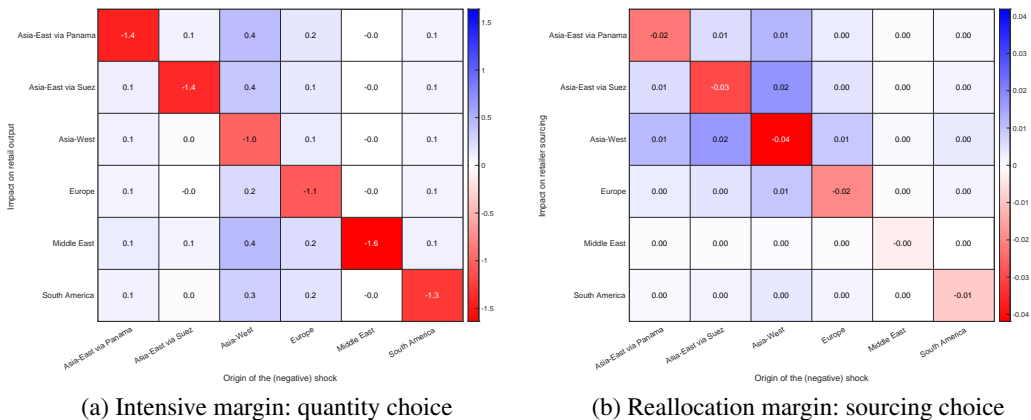 Impact on retail output
Asia-East via Panama -1.4 0.1 0.4 0.2 -0.0 0.1
Asia-East via Suez 0.1 -1.4 0.4 0.1 -0.0 0.1
Asia-West 0.1 0.0 -1.0 0.1 -0.0 0.1
Europe 0.1 -0.0 0.2 -1.1 -0.0 0.1
Middle East 0.1 0.1 0.4 0.2 -1.6 0.1
South America 0.1 0.0 0.3 0.2 -0.0 -1.3
Asia-East via Panama Asia-East via Suez Asia-West Europe Middle East South America
Origin of the (negative) shock
1.5
1
0.5
0
-0.5
-1
-1.5
(a) Intensive margin: quantity choice
Impact on retailer sourcing
Asia-East via Panama -0.02 0.01 0.01 0.00 0.00 0.00
Asia-East via Suez 0.01 -0.03 0.02 0.00 0.00 0.00
Asia-West 0.01 0.02 -0.04 0.01 0.00 0.00
Europe 0.00 0.00 0.01 -0.02 0.00 0.00
Middle East 0.00 0.00 0.00 0.00 -0.00 0.00
South America 0.00 0.00 0.00 0.00 0.00 -0.01
Asia-East via Panama Asia-East via Suez Asia-West Europe Middle East South America
Origin of the (negative) shock
0.04
0.03
0.02
0.01
0
-0.01
-0.02
-0.03
-0.04
(b) Reallocation margin: sourcing choice